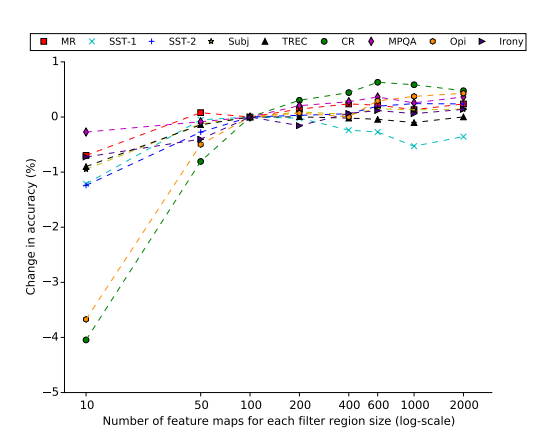 MR SST-1 SST-2 Subj TREC CR MPQA Opi Irony
1
0
−1
−2
−3
−4
−5
Change in accuracy (%)
10 50 100 200 400 600 1000 2000
Number of feature maps for each filter region size (log-scale)